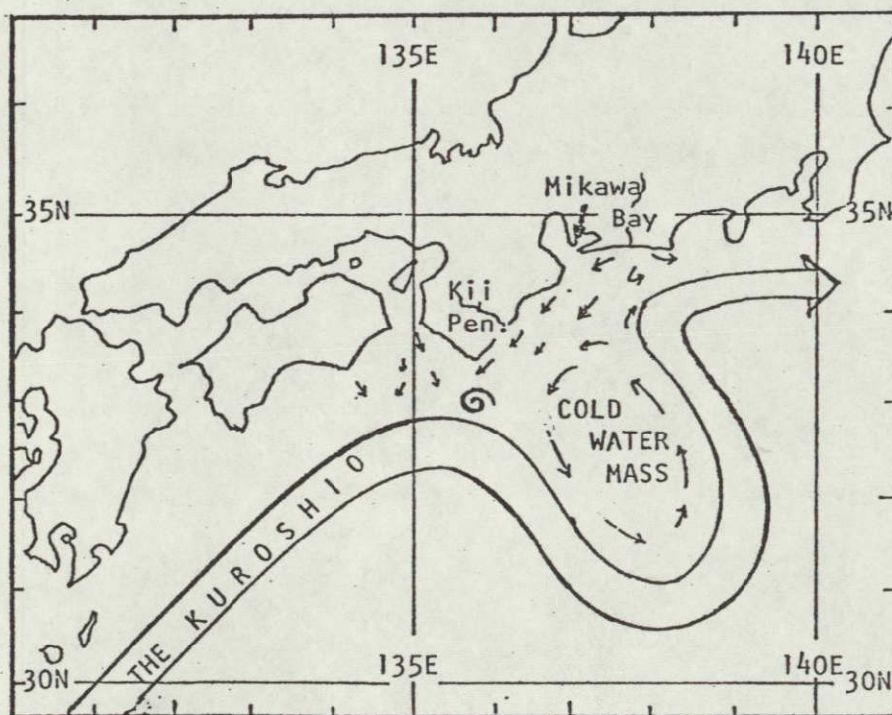 135E
140E
Mikawa
Bay
35N
35N
Kii
Pen.
COLD
WATER
MASS
THE KUROSHIO
135E
140E
30N
30N